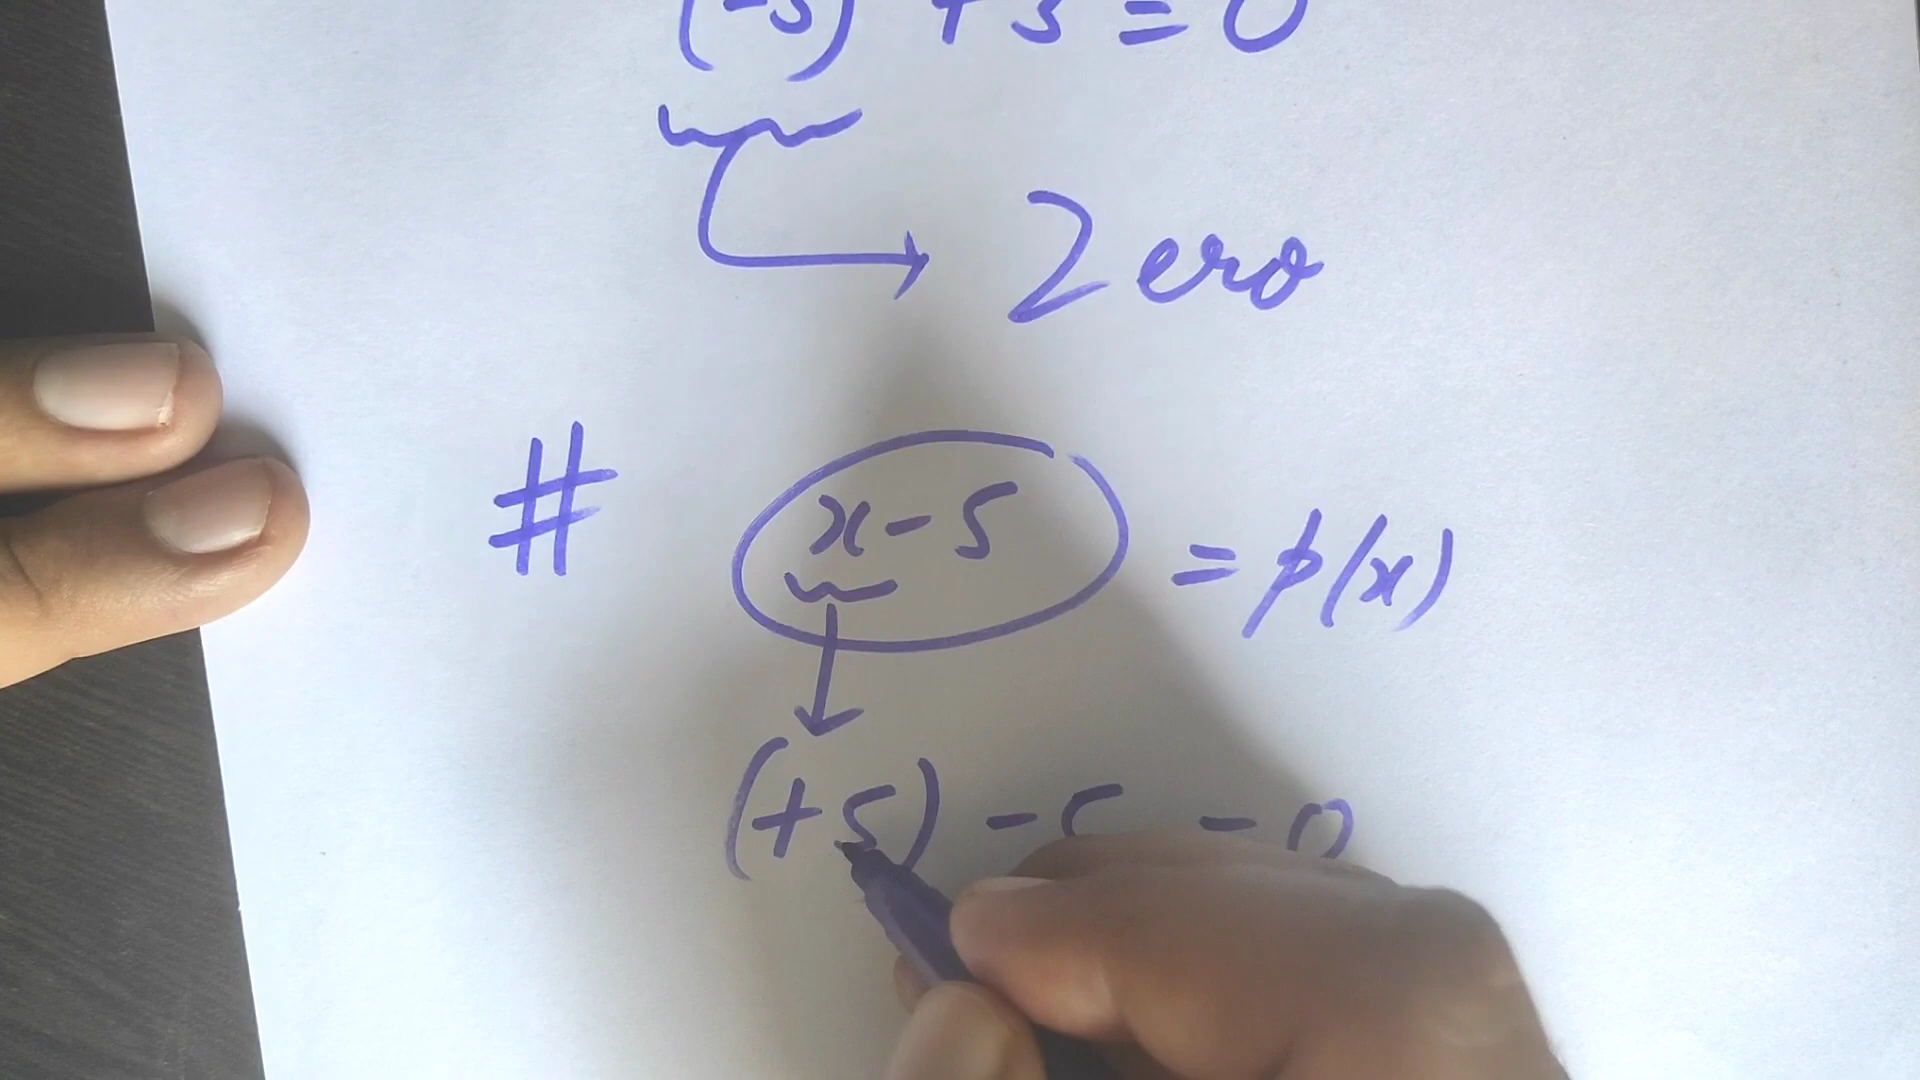 (-5) + 5 = 0
Zero
# x - 5 = p(x)
(+5) - 5 = 0